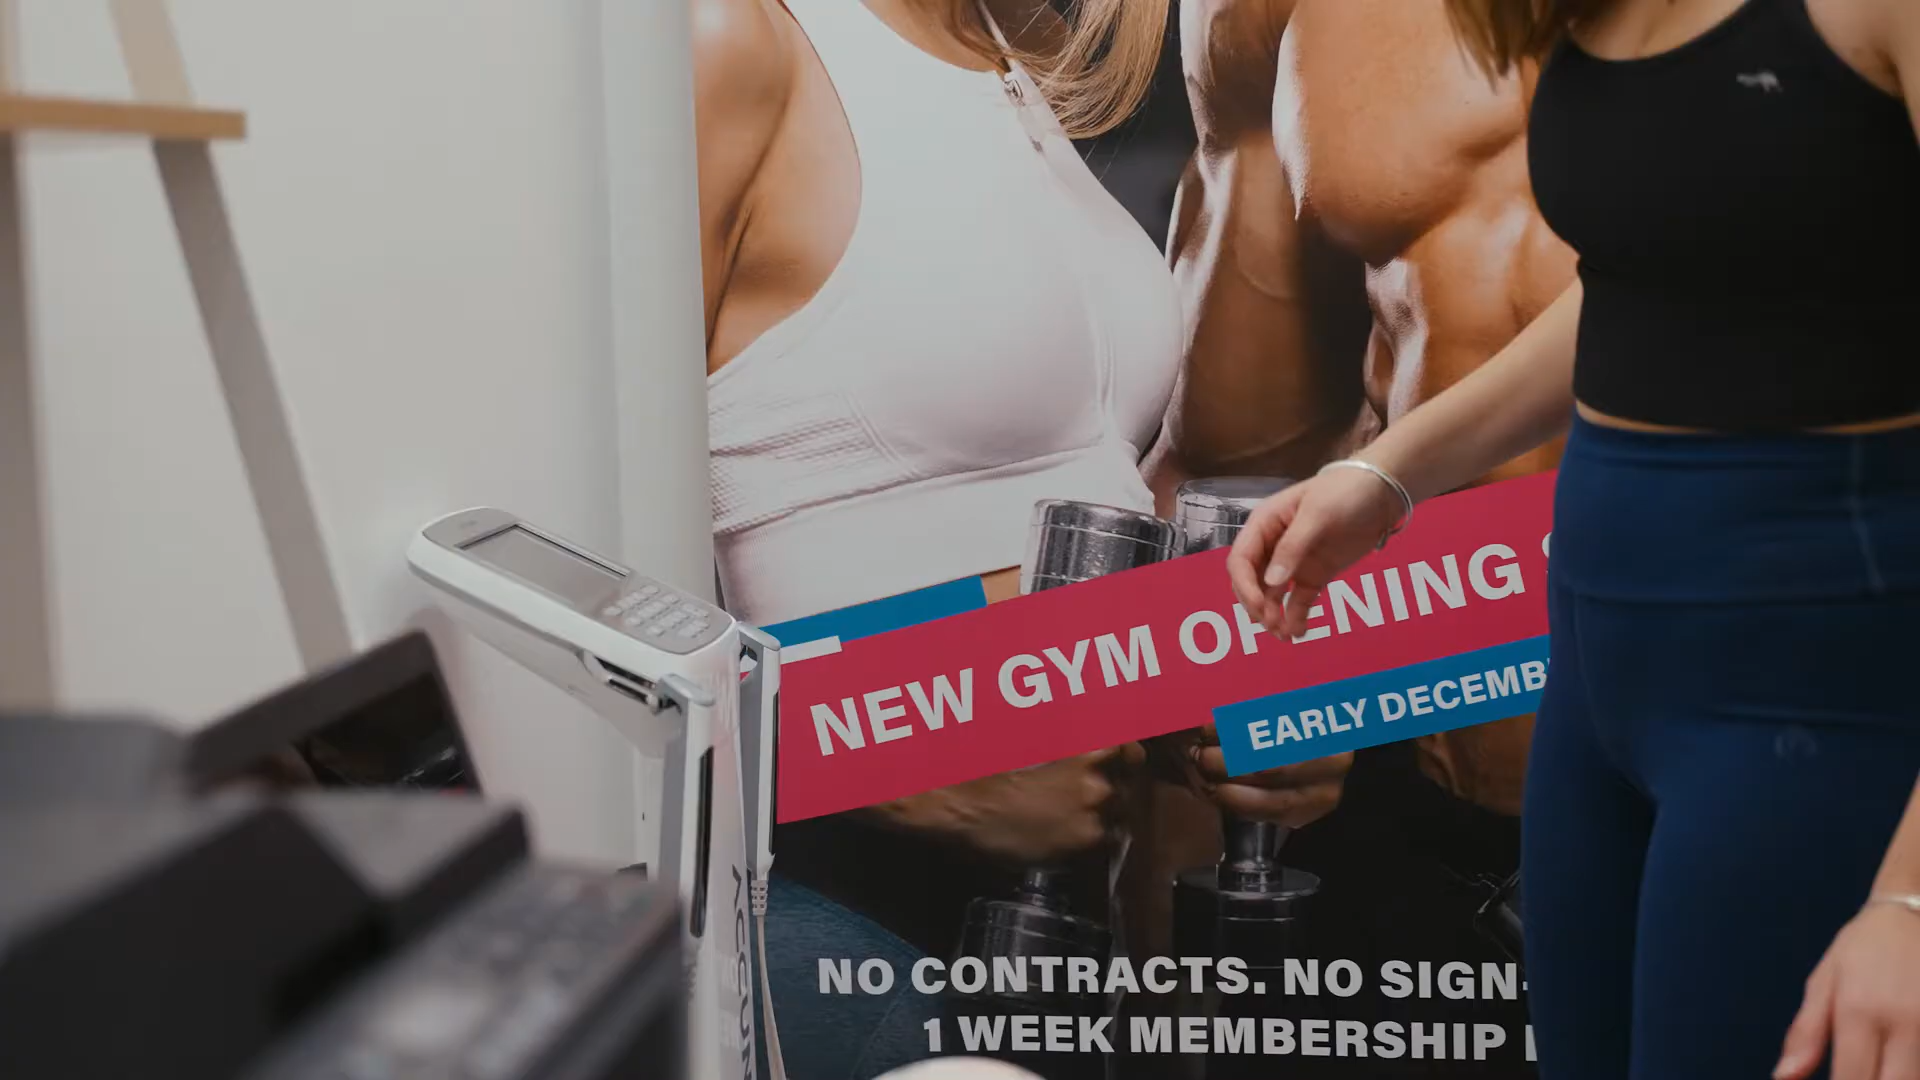 NEW GYM OPENING
EARLY DECEMB
NO CONTRACTS. NO SIGN-
1 WEEK MEMBERSHIP